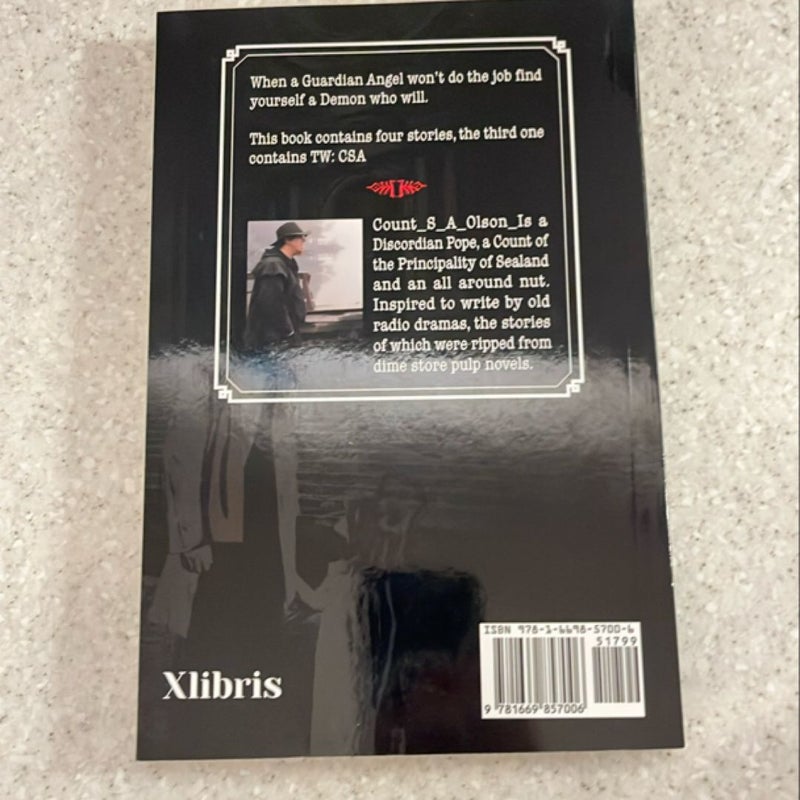 When a Guardian Angel won't do the job find
yourself a Demon who will.
This book contains four stories, the third one
contains TW: CSA
Count_S_A_Olson_Is a
Discordian Pope, a Count of
the Principality of Sealand
and an all around nut.
Inspired to write by old
radio dramas, the stories
of which were ripped from
dime store pulp novels.
Xlibris
ISBN 978-1-6698-5700-6
51799
9 781669 857006